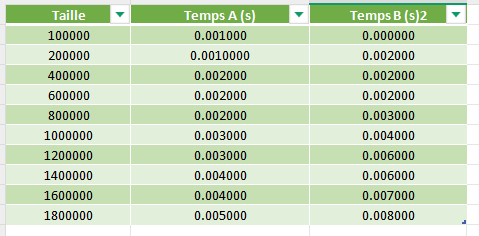 Taille Temps A (s) Temps B (s)2
100000 0.001000 0.000000
200000 0.0010000 0.002000
400000 0.002000 0.002000
600000 0.002000 0.002000
800000 0.002000 0.003000
1000000 0.003000 0.004000
1200000 0.003000 0.006000
1400000 0.004000 0.006000
1600000 0.004000 0.007000
1800000 0.005000 0.008000